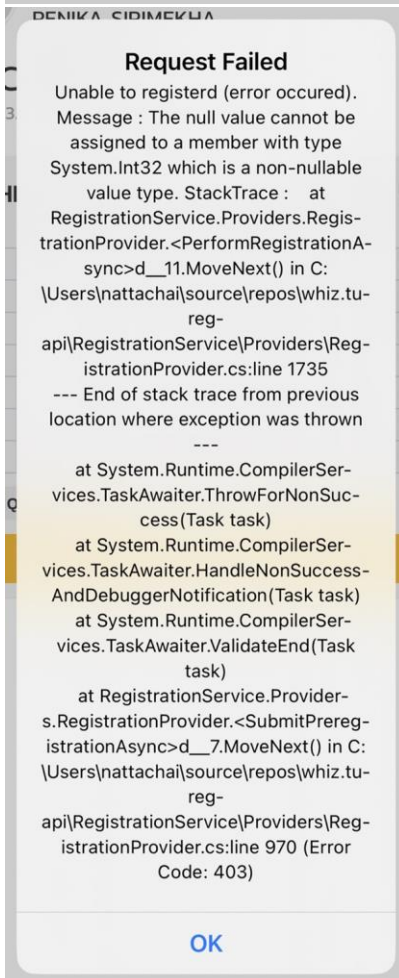 PENIKA SIRIMEKHA
Request Failed
Unable to registerd (error occured).
Message : The null value cannot be
assigned to a member with type
System.Int32 which is a non-nullable
value type. StackTrace :    at
RegistrationService.Providers.Regis-
trationProvider.<PerformRegistrationA-
sync>d__11.MoveNext() in C:
\Users\nattachai\source\repos\whiz.tu-
reg-
api\RegistrationService\Providers\Reg-
istrationProvider.cs:line 1735
--- End of stack trace from previous
location where exception was thrown
---
at System.Runtime.CompilerSer-
vices.TaskAwaiter.ThrowForNonSuc-
cess(Task task)
at System.Runtime.CompilerSer-
vices.TaskAwaiter.HandleNonSuccess-
AndDebuggerNotification(Task task)
at System.Runtime.CompilerSer-
vices.TaskAwaiter.ValidateEnd(Task
task)
at RegistrationService.Provider-
s.RegistrationProvider.<SubmitPrereg-
istrationAsync>d__7.MoveNext() in C:
\Users\nattachai\source\repos\whiz.tu-
reg-
api\RegistrationService\Providers\Reg-
istrationProvider.cs:line 970 (Error
Code: 403)
OK